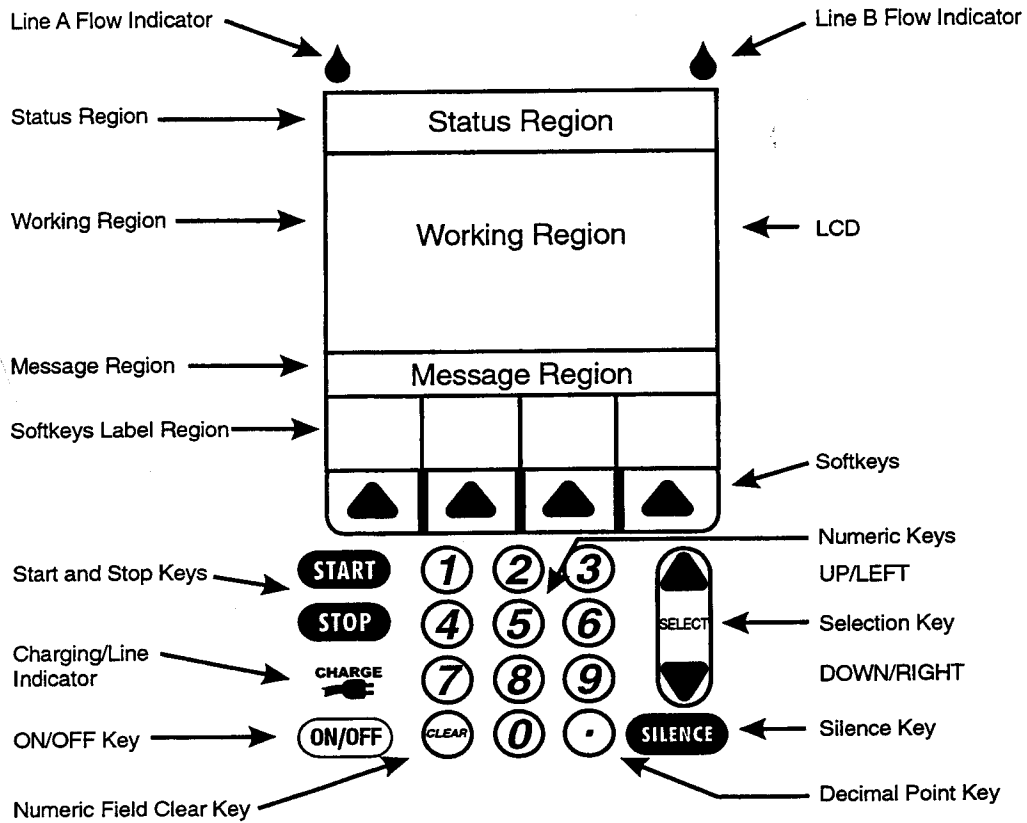 Line A Flow Indicator
Line B Flow Indicator
Status Region
Status Region
Working Region
Working Region
LCD
Message Region
Message Region
Softkeys Label Region
Softkeys
Numeric Keys
Start and Stop Keys
START
1 2 3
UP/LEFT
STOP
4 5 6
SELECT
Selection Key
Charging/Line
Indicator
CHARGE
7 8 9
DOWN/RIGHT
ON/OFF Key
ON/OFF
CLEAR 0 .
SILENCE
Silence Key
Numeric Field Clear Key
Decimal Point Key